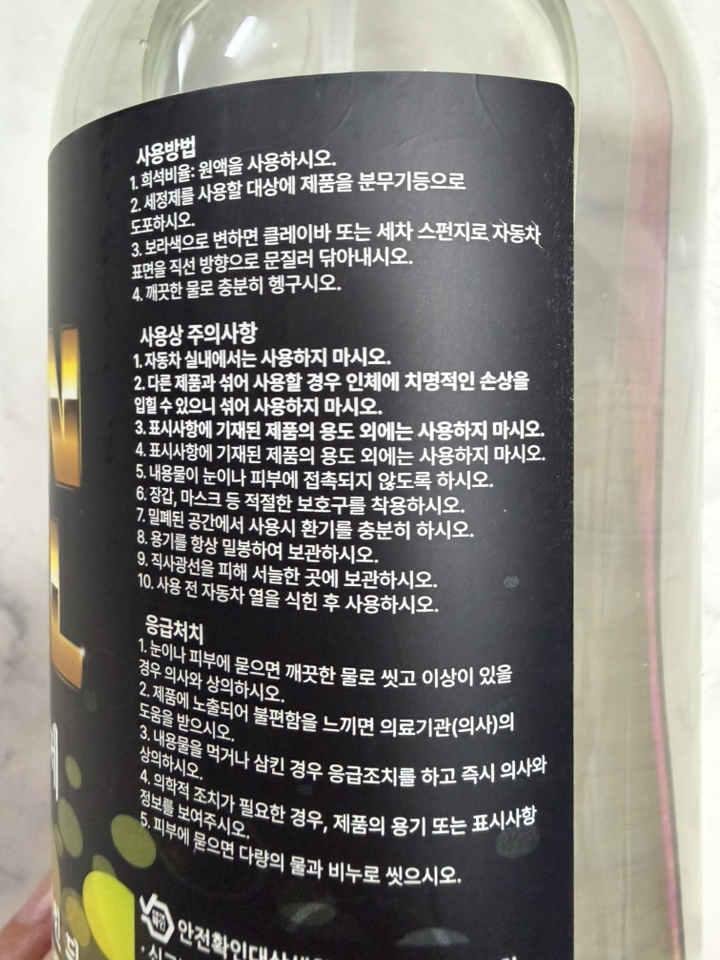 사용방법
1. 희석비율: 원액을 사용하시오.
2. 세정제를 사용할 대상에 제품을 분무기등으로
도포하시오.
3. 보라색으로 변하면 클레이바 또는 세차 스펀지로 자동차
표면을 직선 방향으로 문질러 닦아내시오.
4. 깨끗한 물로 충분히 헹구시오.
사용상 주의사항
1. 자동차 실내에서는 사용하지 마시오.
2. 다른 제품과 섞어 사용할 경우 인체에 치명적인 손상을
입힐 수 있으니 섞어 사용하지 마시오.
3. 표시사항에 기재된 제품의 용도 외에는 사용하지 마시오.
4. 표시사항에 기재된 제품의 용도 외에는 사용하지 마시오.
5. 내용물이 눈이나 피부에 접촉되지 않도록 하시오.
6. 장갑, 마스크 등 적절한 보호구를 착용하시오.
7. 밀폐된 공간에서 사용시 환기를 충분히 하시오.
8. 용기를 항상 밀봉하여 보관하시오.
9. 직사광선을 피해 서늘한 곳에 보관하시오.
10. 사용 전 자동차 열을 식힌 후 사용하시오.
응급처치
1. 눈이나 피부에 묻으면 깨끗한 물로 씻고 이상이 있을
경우 의사와 상의하시오.
2. 제품에 노출되어 불편함을 느끼면 의료기관(의사)의
도움을 받으시오.
3. 내용물을 먹거나 삼킨 경우 응급조치를 하고 즉시 의사와
상의하시오.
4. 의학적 조치가 필요한 경우, 제품의 용기 또는 표시사항
정보를 보여주시오.
5. 피부에 묻으면 다량의 물과 비누로 씻으시오.
안전확인대상